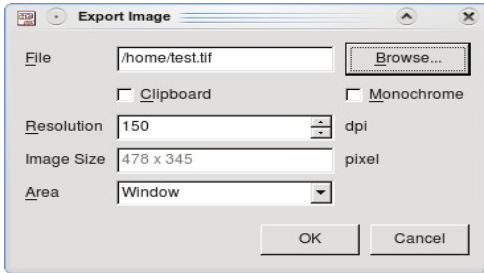 Export Image
File /home/test.tif Browse...
Clipboard Monochrome
Resolution 150 dpi
Image Size 478 x 345 pixel
Area Window
OK Cancel